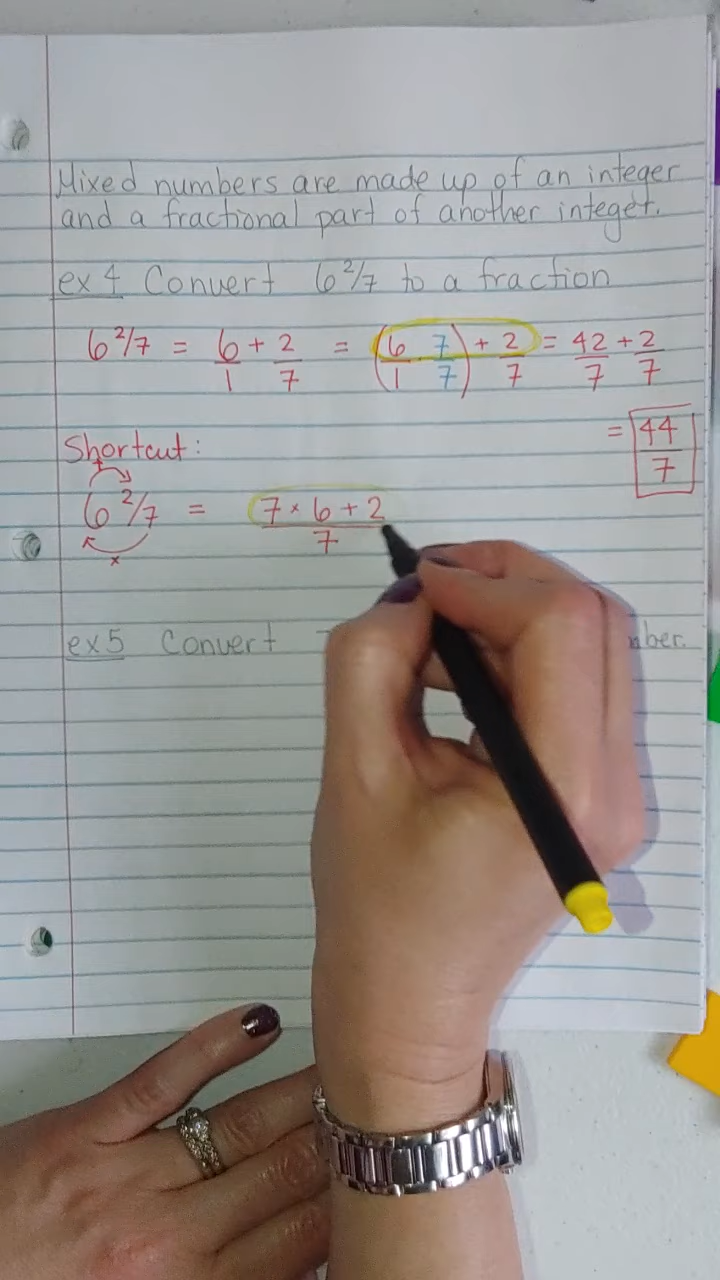 Mixed numbers are made up of an integer
and a fractional part of another integer.
ex 4 Convert 6 2/7 to a fraction
6 2/7 = 6/1 + 2/7 = (6/1 7/7) + 2/7 = 42/7 + 2/7
= 44/7
Shortcut:
+
6 2/7 = 7 × 6 + 2 / 7
×
ex 5 Convert